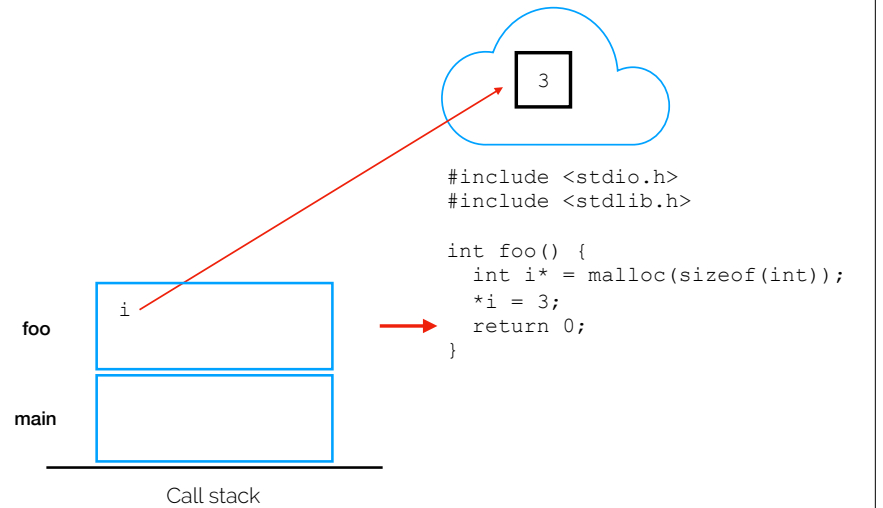 3
#include <stdio.h>
#include <stdlib.h>
int foo() {
  int i* = malloc(sizeof(int));
  *i = 3;
  return 0;
}
i
foo
main
Call stack